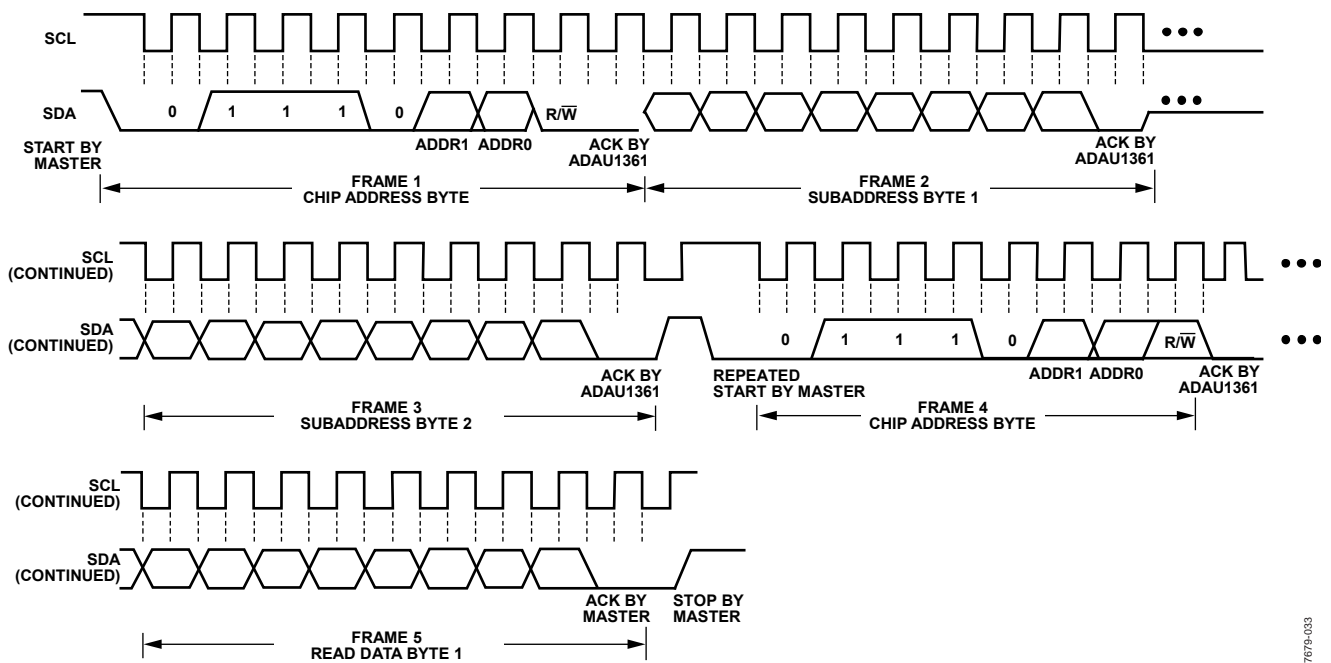 SCL
SDA
0 1 1 1 0 R/W̅
START BY
MASTER
ADDR1 ADDR0
ACK BY
ADAU1361
ACK BY
ADAU1361
FRAME 1
CHIP ADDRESS BYTE
FRAME 2
SUBADDRESS BYTE 1
SCL
(CONTINUED)
SDA
(CONTINUED)
0 1 1 1 0 R/W̅
ACK BY
ADAU1361
REPEATED
START BY MASTER
ADDR1 ADDR0
ACK BY
ADAU1361
FRAME 3
SUBADDRESS BYTE 2
FRAME 4
CHIP ADDRESS BYTE
SCL
(CONTINUED)
SDA
(CONTINUED)
ACK BY
MASTER
STOP BY
MASTER
FRAME 5
READ DATA BYTE 1
7679-033